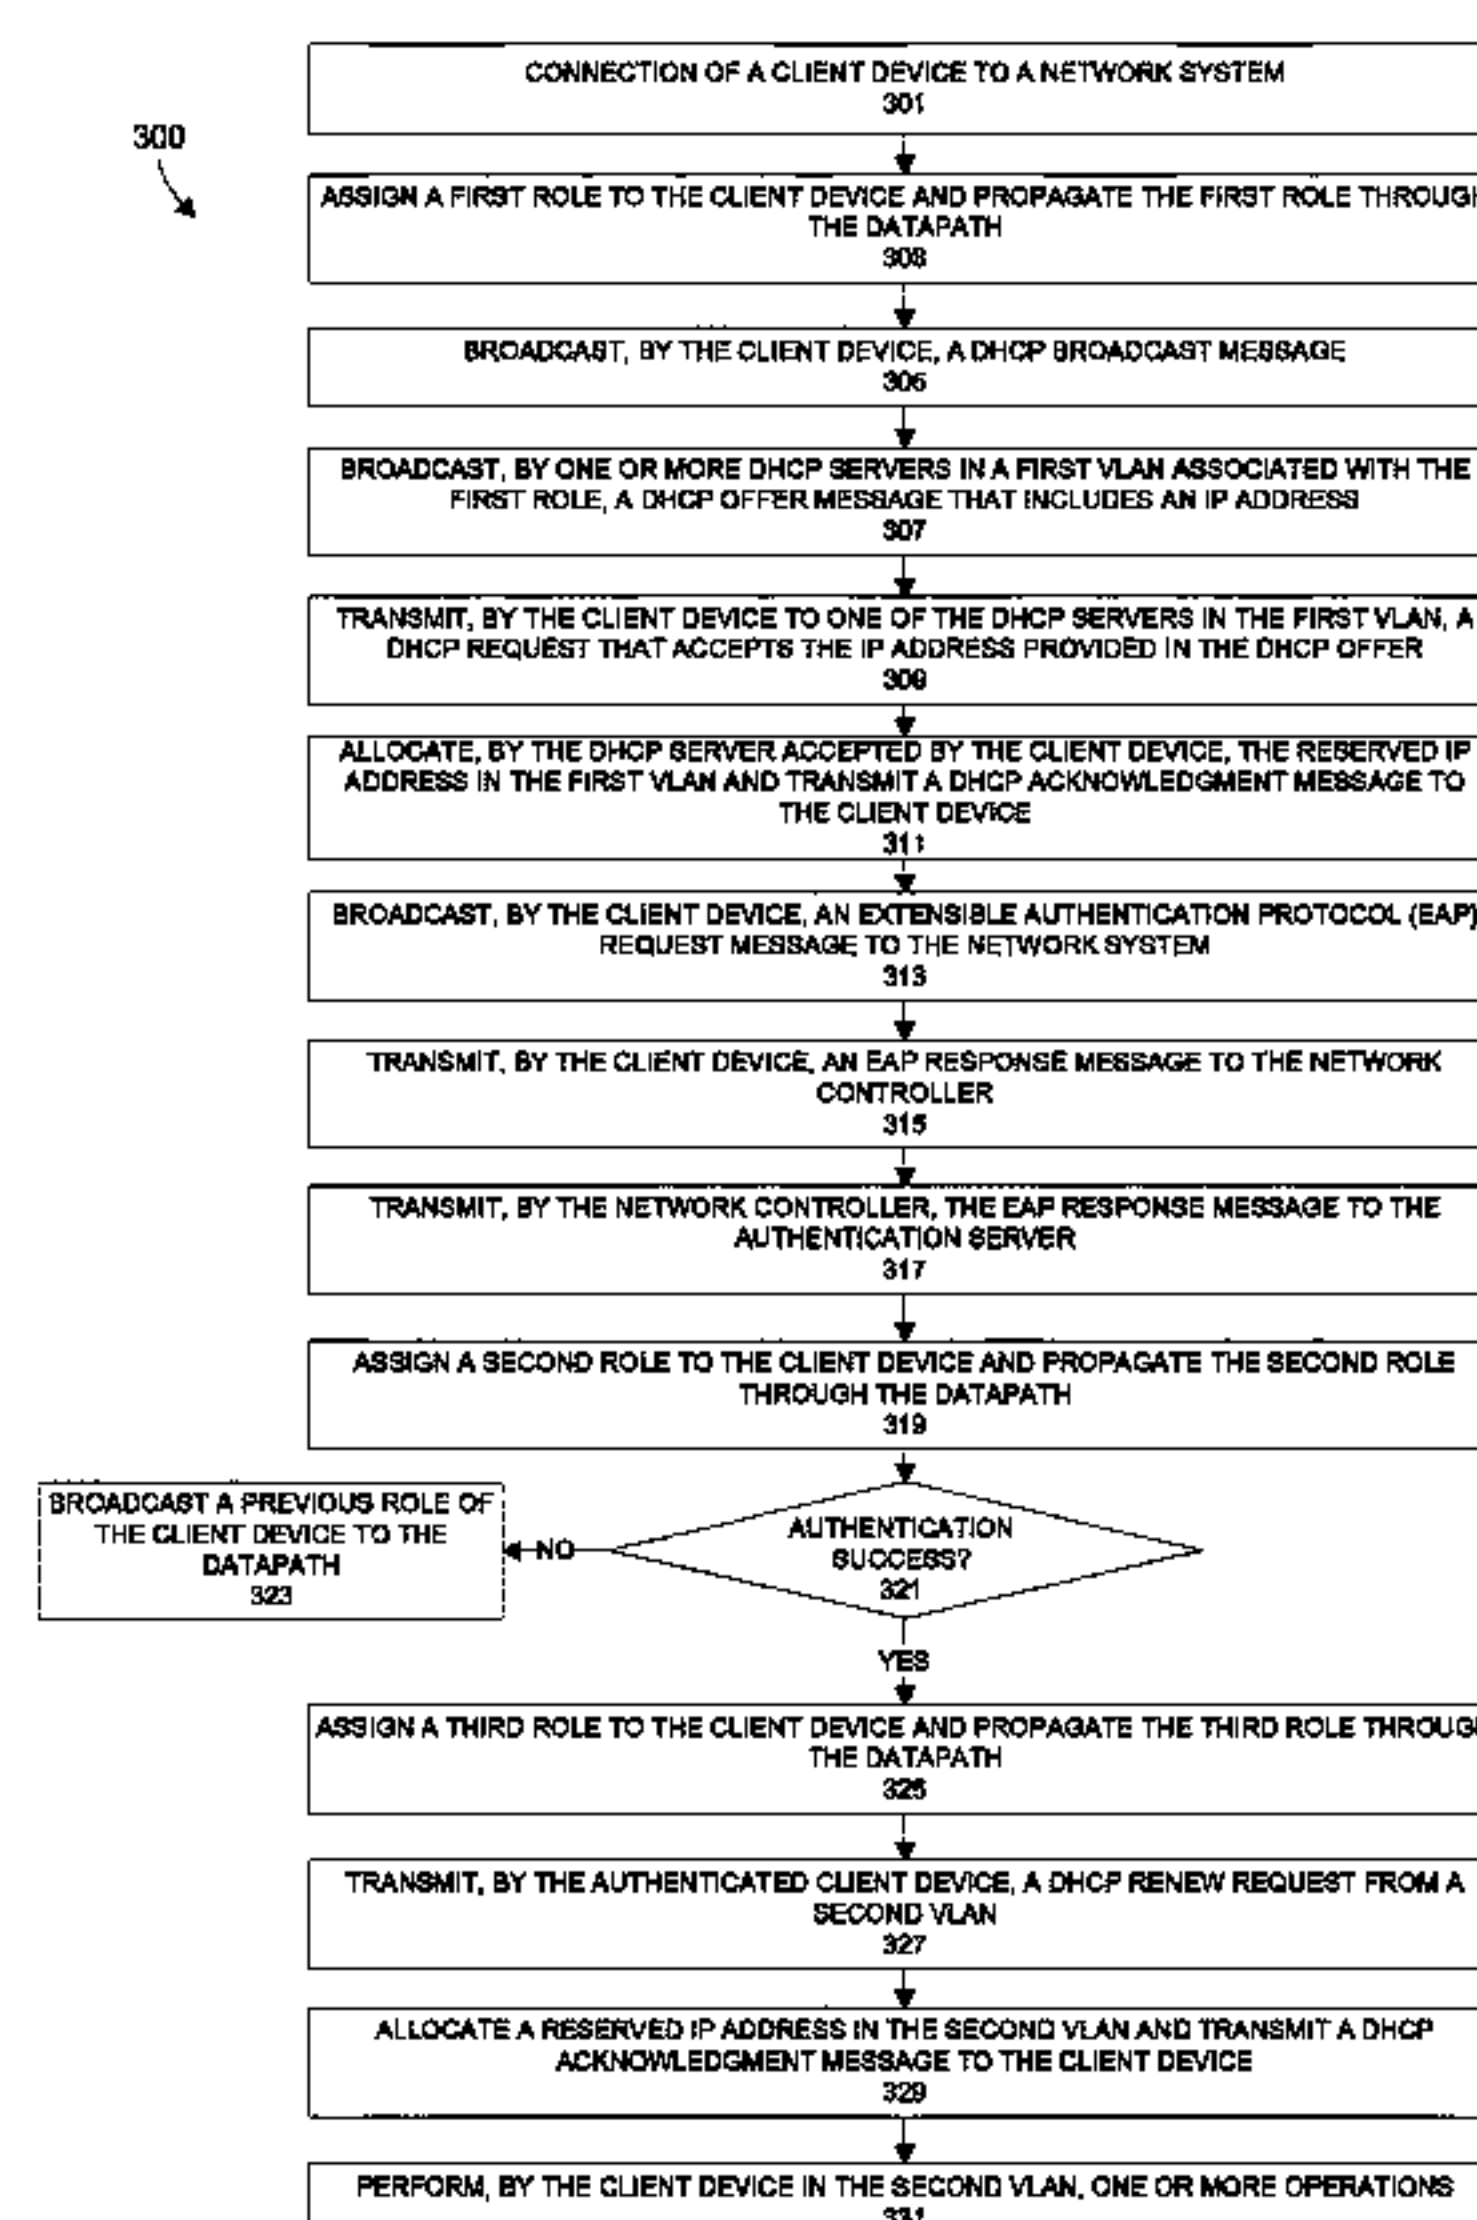 CONNECTION OF A CLIENT DEVICE TO A NETWORK SYSTEM
301
300
ASSIGN A FIRST ROLE TO THE CLIENT DEVICE AND PROPAGATE THE FIRST ROLE THROUGH
THE DATAPATH
303
BROADCAST, BY THE CLIENT DEVICE, A DHCP BROADCAST MESSAGE
305
BROADCAST, BY ONE OR MORE DHCP SERVERS IN A FIRST VLAN ASSOCIATED WITH THE
FIRST ROLE, A DHCP OFFER MESSAGE THAT INCLUDES AN IP ADDRESS
307
TRANSMIT, BY THE CLIENT DEVICE TO ONE OF THE DHCP SERVERS IN THE FIRST VLAN, A
DHCP REQUEST THAT ACCEPTS THE IP ADDRESS PROVIDED IN THE DHCP OFFER
309
ALLOCATE, BY THE DHCP SERVER ACCEPTED BY THE CLIENT DEVICE, THE RESERVED IP
ADDRESS IN THE FIRST VLAN AND TRANSMIT A DHCP ACKNOWLEDGMENT MESSAGE TO
THE CLIENT DEVICE
311
BROADCAST, BY THE CLIENT DEVICE, AN EXTENSIBLE AUTHENTICATION PROTOCOL (EAP)
REQUEST MESSAGE TO THE NETWORK SYSTEM
313
TRANSMIT, BY THE CLIENT DEVICE, AN EAP RESPONSE MESSAGE TO THE NETWORK
CONTROLLER
315
TRANSMIT, BY THE NETWORK CONTROLLER, THE EAP RESPONSE MESSAGE TO THE
AUTHENTICATION SERVER
317
ASSIGN A SECOND ROLE TO THE CLIENT DEVICE AND PROPAGATE THE SECOND ROLE
THROUGH THE DATAPATH
319
BROADCAST A PREVIOUS ROLE OF
THE CLIENT DEVICE TO THE
DATAPATH
323
NO
AUTHENTICATION
SUCCESS?
321
YES
ASSIGN A THIRD ROLE TO THE CLIENT DEVICE AND PROPAGATE THE THIRD ROLE THROUG
THE DATAPATH
325
TRANSMIT, BY THE AUTHENTICATED CLIENT DEVICE, A DHCP RENEW REQUEST FROM A
SECOND VLAN
327
ALLOCATE A RESERVED IP ADDRESS IN THE SECOND VLAN AND TRANSMIT A DHCP
ACKNOWLEDGMENT MESSAGE TO THE CLIENT DEVICE
329
PERFORM, BY THE CLIENT DEVICE IN THE SECOND VLAN, ONE OR MORE OPERATIONS
331